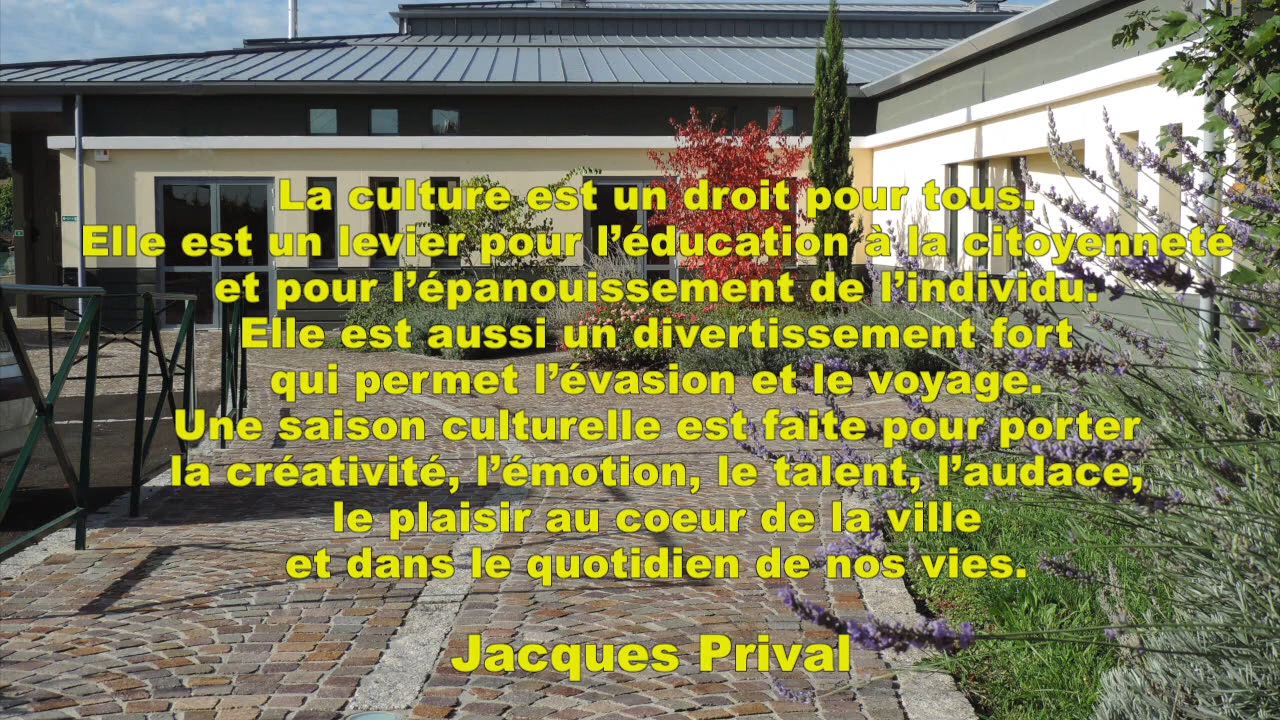 La culture est un droit pour tous.
Elle est un levier pour l’éducation à la citoyenneté
et pour l’épanouissement de l’individu.
Elle est aussi un divertissement fort
qui permet l’évasion et le voyage.
Une saison culturelle est faite pour porter
la créativité, l’émotion, le talent, l’audace,
le plaisir au coeur de la ville
et dans le quotidien de nos vies.
Jacques Prival